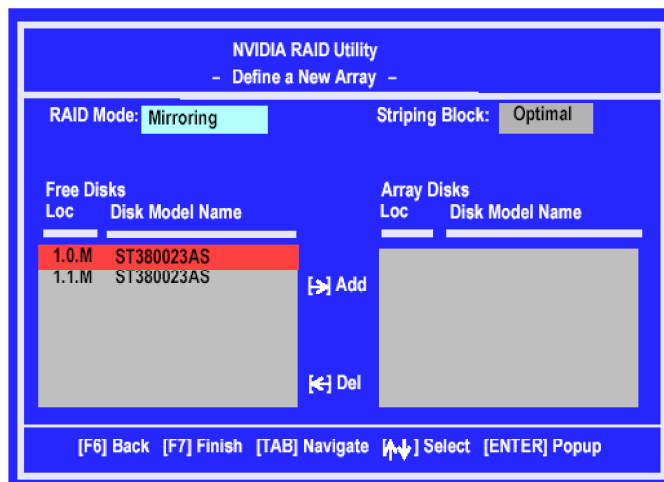 NVIDIA RAID Utility
– Define a New Array –
RAID Mode: Mirroring Striping Block: Optimal
Free Disks Array Disks
Loc Disk Model Name Loc Disk Model Name
1.0.M ST380023AS
1.1.M ST380023AS
[→] Add
[←] Del
[F6] Back [F7] Finish [TAB] Navigate [↑↓] Select [ENTER] Popup